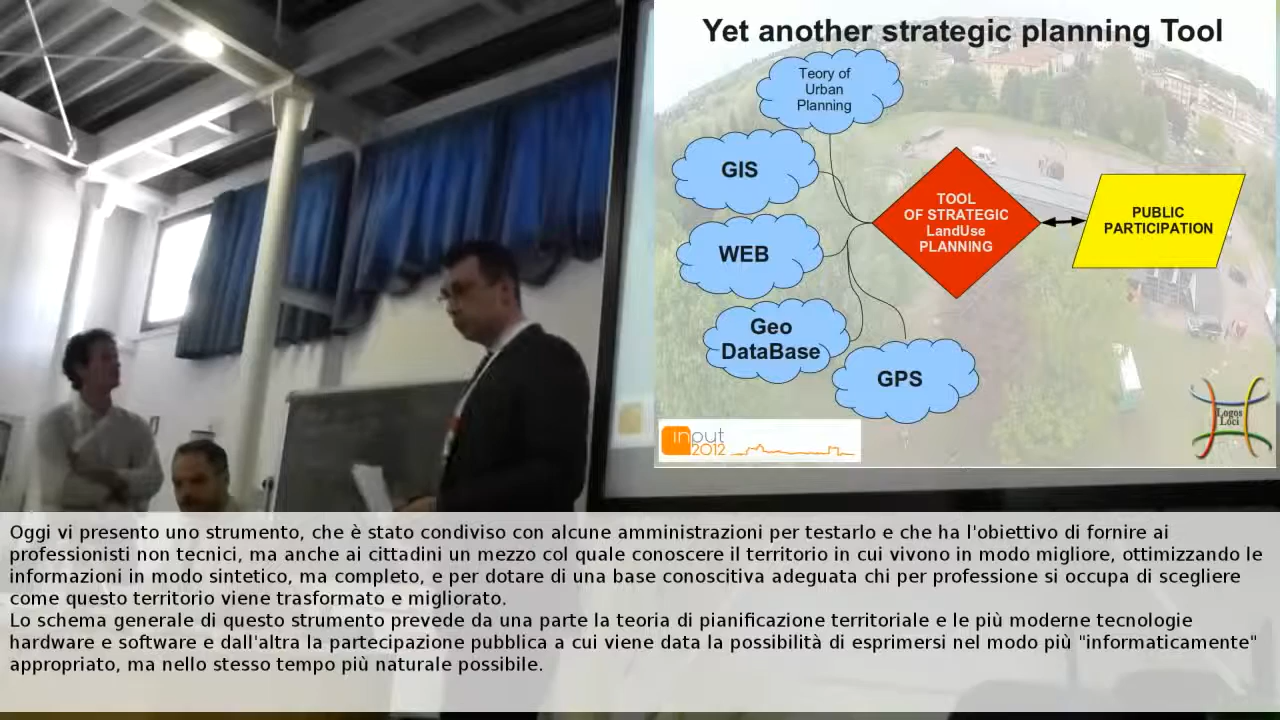 Yet another strategic planning Tool
Teory of
Urban
Planning
GIS
WEB
Geo
DataBase
GPS
TOOL
OF STRATEGIC
LandUse
PLANNING
PUBLIC
PARTICIPATION
input
2012
Logos
Loci
Oggi vi presento uno strumento, che è stato condiviso con alcune amministrazioni per testarlo e che ha l'obiettivo di fornire ai
professionisti non tecnici, ma anche ai cittadini un mezzo col quale conoscere il territorio in cui vivono in modo migliore, ottimizzando le
informazioni in modo sintetico, ma completo, e per dotare di una base conoscitiva adeguata chi per professione si occupa di scegliere
come questo territorio viene trasformato e migliorato.
Lo schema generale di questo strumento prevede da una parte la teoria di pianificazione territoriale e le più moderne tecnologie
hardware e software e dall'altra la partecipazione pubblica a cui viene data la possibilità di esprimersi nel modo più "informaticamente"
appropriato, ma nello stesso tempo più naturale possibile.